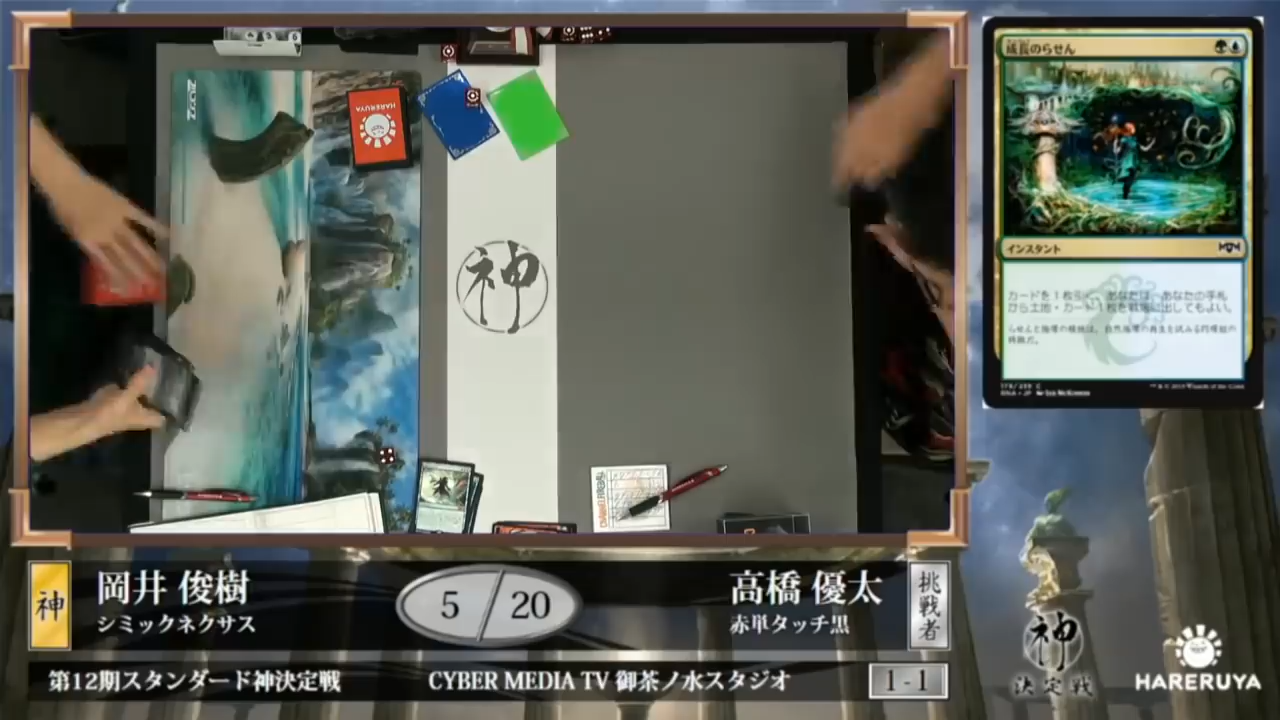 成長のらせん
インスタント
カードを1枚引く。あなたは、あなたの手札
から土地・カード1枚を戦場に出してもよい。
HARERUYA
神
神
岡井 俊樹
シミックネクサス
5/20
高橋 優太
赤単タッチ黒
挑戦者
第12期スタンダード神決定戦
CYBER MEDIA TV 御茶ノ水スタジオ
1-1
神
決定戦
HARERUYA